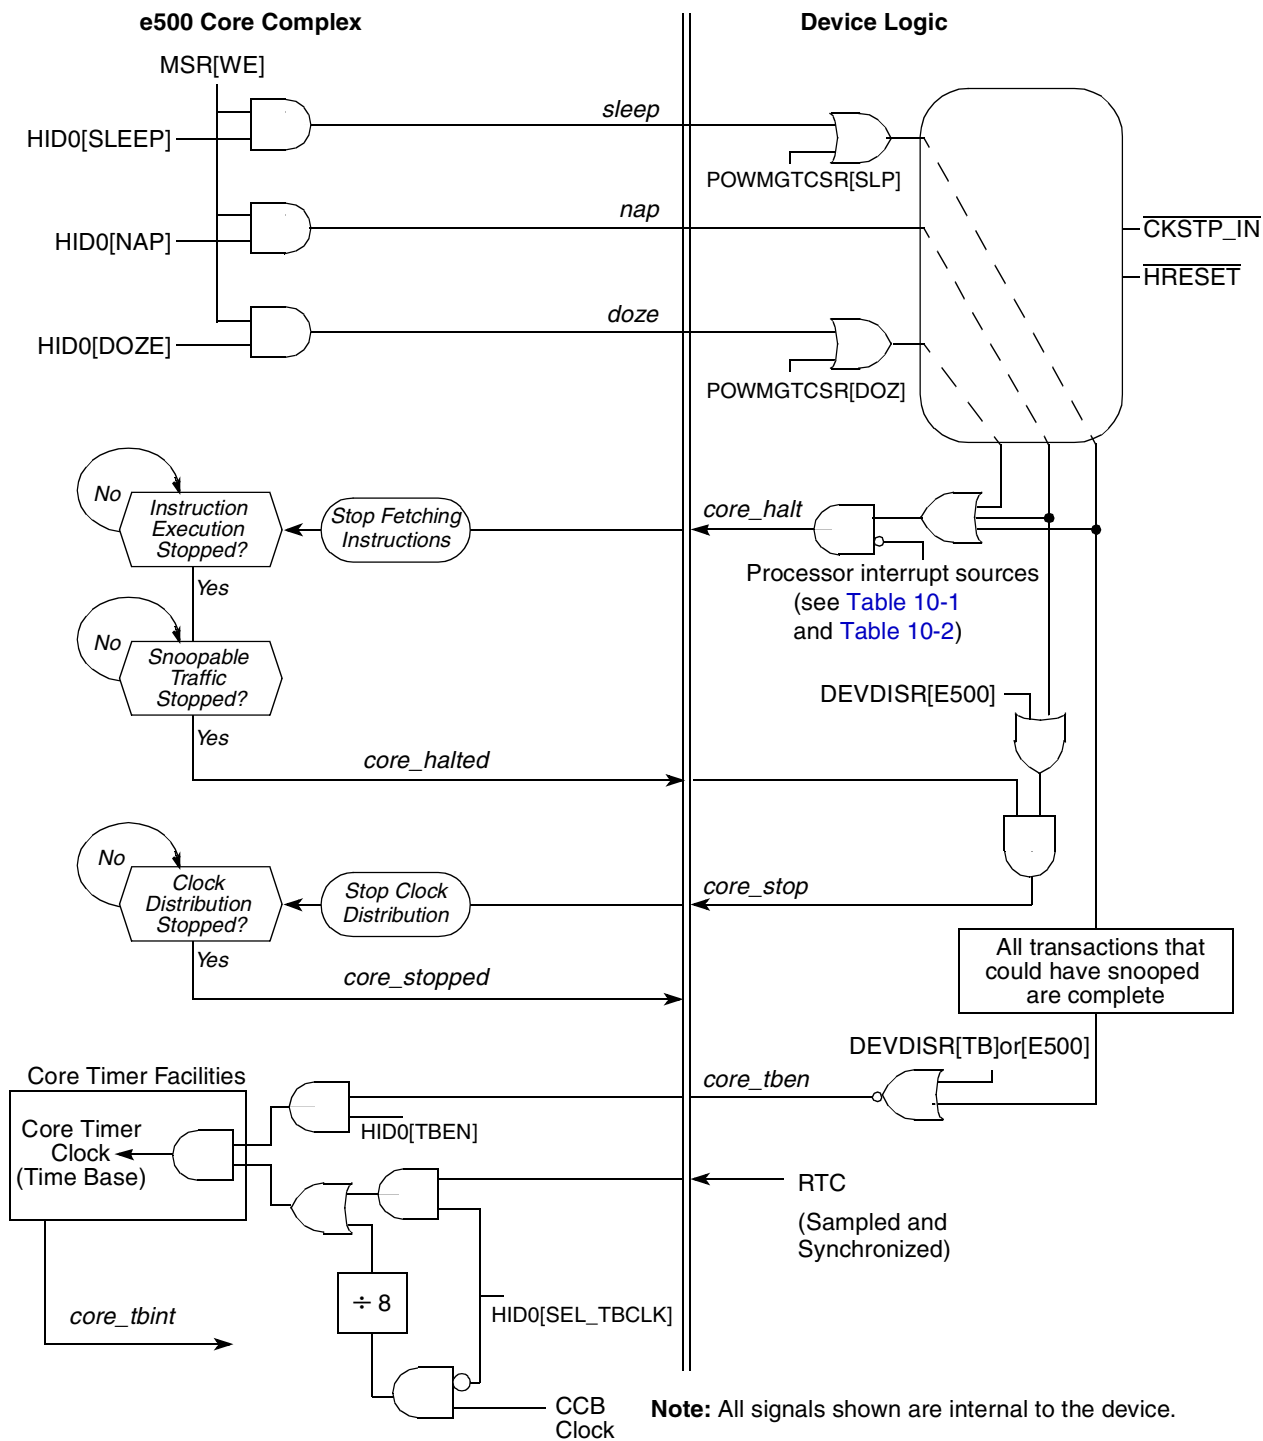 e500 Core Complex
Device Logic
MSR[WE]
sleep
HID0[SLEEP]
POWMGTCSR[SLP]
nap
HID0[NAP]
CKSTP_IN
HRESET
doze
HID0[DOZE]
POWMGTCSR[DOZ]
No
Instruction
Execution
Stopped?
Stop Fetching
Instructions
core_halt
Processor interrupt sources
(see Table 10-1
and Table 10-2)
Yes
No
Snoopable
Traffic
Stopped?
DEVDISR[E500]
Yes
core_halted
No
Clock
Distribution
Stopped?
Stop Clock
Distribution
core_stop
Yes
core_stopped
All transactions that
could have snooped
are complete
DEVDISR[TB]or[E500]
Core Timer Facilities
core_tben
Core Timer
Clock
(Time Base)
HID0[TBEN]
RTC
(Sampled and
Synchronized)
÷ 8
HID0[SEL_TBCLK]
core_tbint
CCB
Clock
Note: All signals shown are internal to the device.